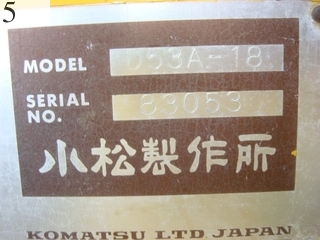 5
MODEL D53A-18
SERIAL NO. 83053
小松製作所
KOMATSU LTD JAPAN